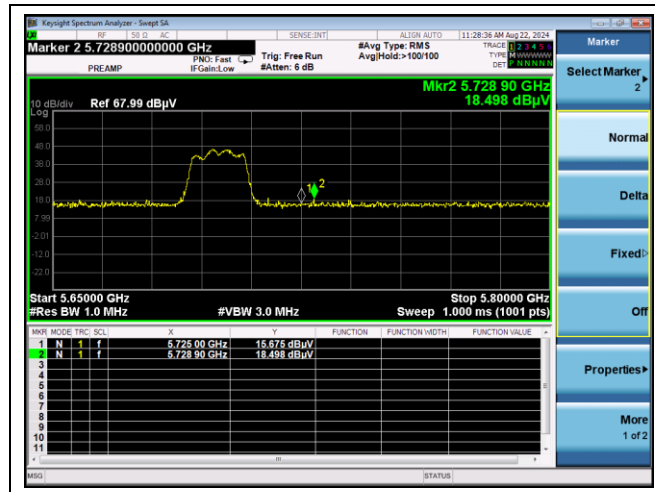 Keysight Spectrum Analyzer - Swept SA
RF 50 Ω AC SENSE:INT ALIGN AUTO 11:28:36 AM Aug 22, 2024
Marker 2 5.728900000000 GHz
PREAMP
PNO: Fast
IFGain:Low
Trig: Free Run
#Atten: 6 dB
#Avg Type: RMS
Avg|Hold:>100/100
TRACE 1 2 3 4 5 6
TYPE M WWWWW
DET P N N N N N
Mkr2 5.728 90 GHz
18.498 dBµV
10 dB/div Ref 67.99 dBµV
Log
58.0
48.0
38.0
28.0
18.0
7.99
-2.01
-12.0
-22.0
1
2
Start 5.65000 GHz Stop 5.80000 GHz
#Res BW 1.0 MHz #VBW 3.0 MHz Sweep 1.000 ms (1001 pts)
MKR MODE TRC SCL X Y FUNCTION FUNCTION WIDTH FUNCTION VALUE
1 N 1 f 5.725 00 GHz 15.675 dBµV
2 N 1 f 5.728 90 GHz 18.498 dBµV
3
4
5
6
7
8
9
10
11
MSG STATUS
Marker
Select Marker
2
Normal
Delta
Fixed
Off
Properties
More
1 of 2